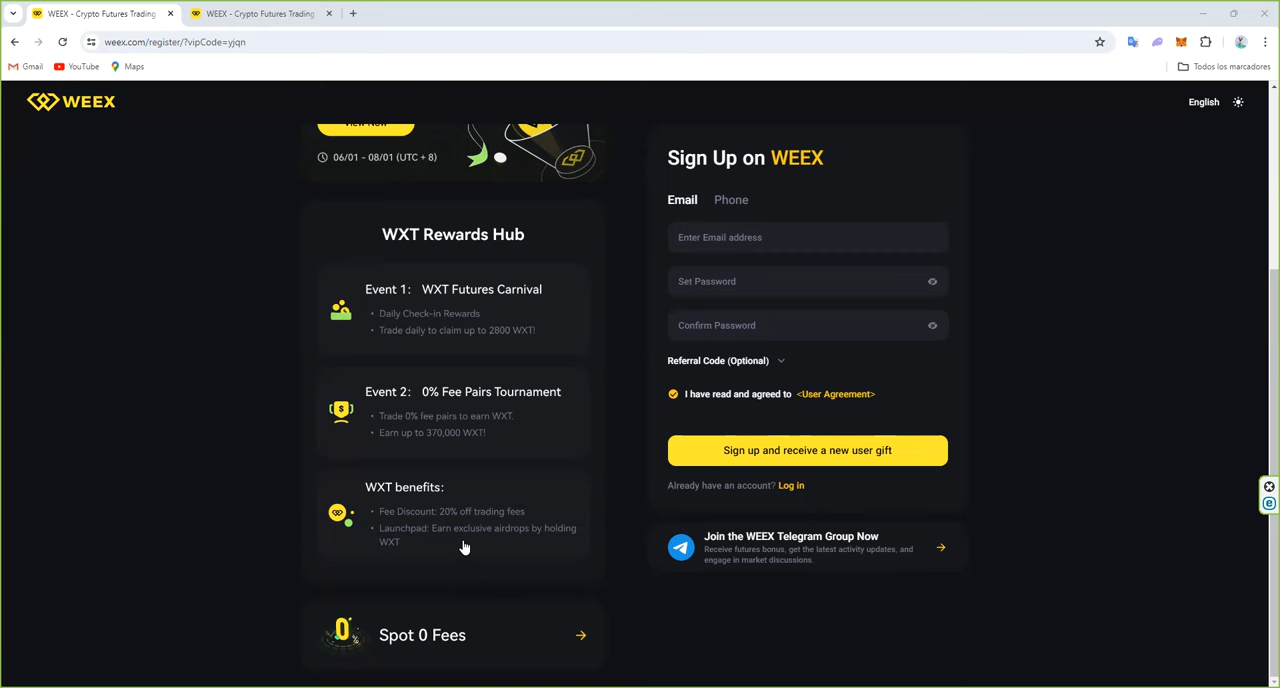 WEEX - Crypto Futures Trading
WEEX - Crypto Futures Trading
weex.com/register/?vipCode=yjqn
Gmail
YouTube
Maps
Todos los marcadores
WEEX
English
View Now
06/01 - 08/01 (UTC + 8)
WXT Rewards Hub
Event 1: WXT Futures Carnival
• Daily Check-in Rewards
• Trade daily to claim up to 2800 WXT!
Event 2: 0% Fee Pairs Tournament
• Trade 0% fee pairs to earn WXT.
• Earn up to 370,000 WXT!
WXT benefits:
• Fee Discount: 20% off trading fees
• Launchpad: Earn exclusive airdrops by holding
WXT
Spot 0 Fees
Sign Up on WEEX
Email Phone
Enter Email address
Set Password
Confirm Password
Referral Code (Optional)
I have read and agreed to <User Agreement>
Sign up and receive a new user gift
Already have an account? Log in
Join the WEEX Telegram Group Now
Receive futures bonus, get the latest activity updates, and
engage in market discussions.